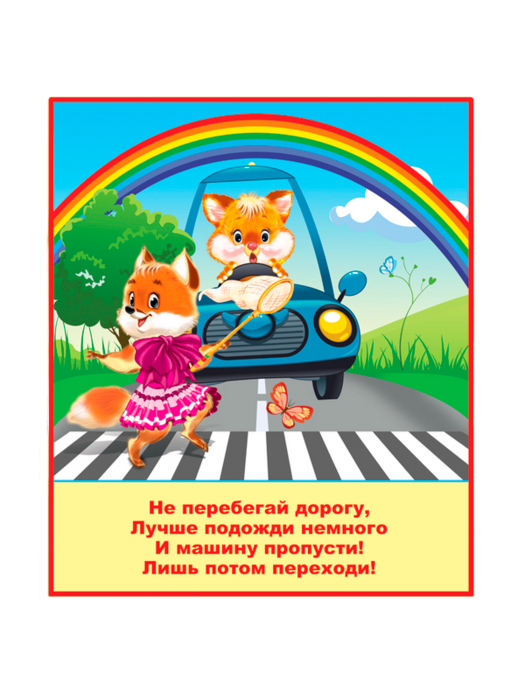 Не перебегай дорогу,
Лучше подожди немного
И машину пропусти!
Лишь потом переходи!